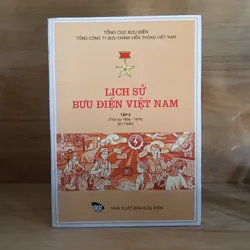 TỔNG CỤC BƯU ĐIỆN
TỔNG CÔNG TY BƯU CHÍNH VIỄN THÔNG VIỆT NAM
LỊCH SỬ
BƯU ĐIỆN VIỆT NAM
TẬP II
NHÀ XUẤT BẢN BƯU ĐIỆN